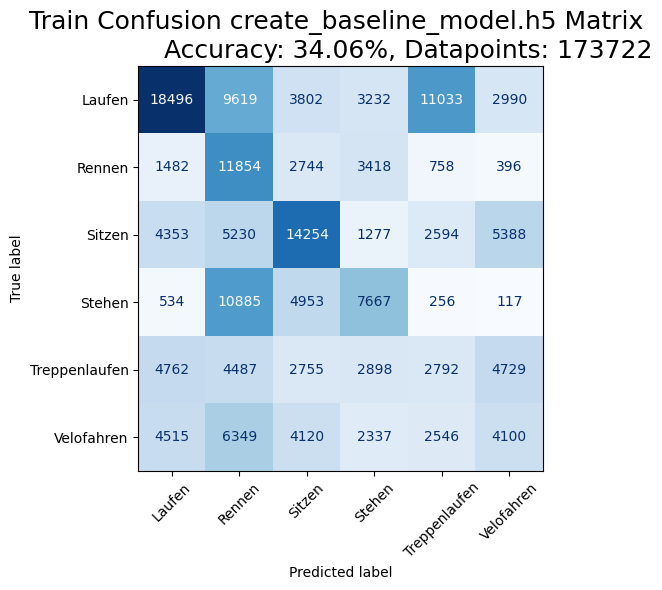 Train Confusion create_baseline_model.h5 Matrix
Accuracy: 34.06%, Datapoints: 173722
Laufen 18496 9619 3802 3232 11033 2990
Rennen 1482 11854 2744 3418 758 396
Sitzen 4353 5230 14254 1277 2594 5388
Stehen 534 10885 4953 7667 256 117
Treppenlaufen 4762 4487 2755 2898 2792 4729
Velofahren 4515 6349 4120 2337 2546 4100
True label
Laufen Rennen Sitzen Stehen Treppenlaufen Velofahren
Predicted label